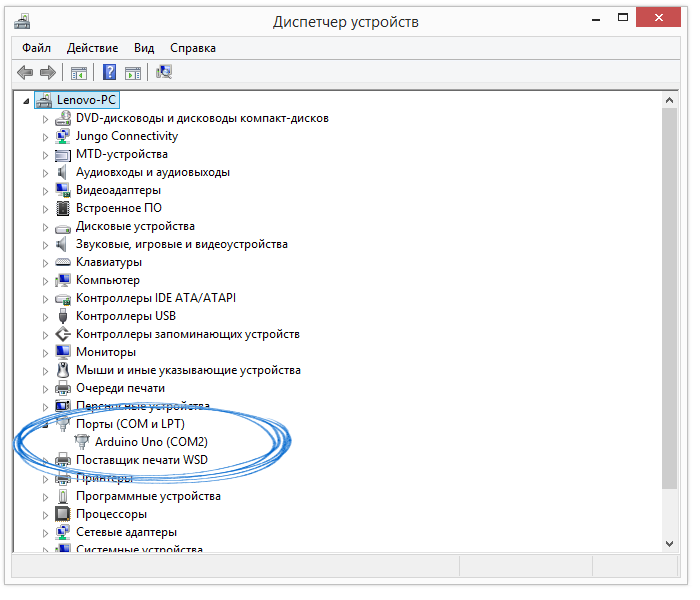 Диспетчер устройств
Файл Действие Вид Справка
Lenovo-PC
DVD-дисководы и дисководы компакт-дисков
Jungo Connectivity
MTD-устройства
Аудиовходы и аудиовыходы
Видеоадаптеры
Встроенное ПО
Дисковые устройства
Звуковые, игровые и видеоустройства
Клавиатуры
Компьютер
Контроллеры IDE ATA/ATAPI
Контроллеры USB
Контроллеры запоминающих устройств
Мониторы
Мыши и иные указывающие устройства
Очереди печати
Переносные устройства
Порты (COM и LPT)
Arduino Uno (COM2)
Поставщик печати WSD
Принтеры
Программные устройства
Процессоры
Сетевые адаптеры
Системные устройства